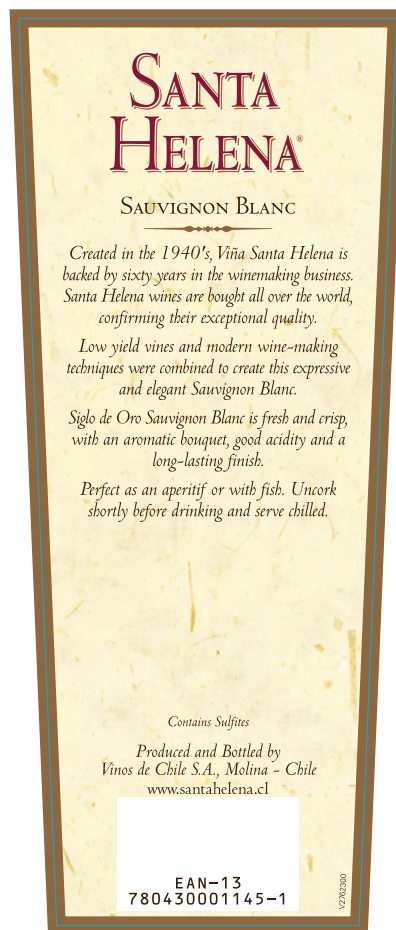 SANTA
HELENA®
SAUVIGNON BLANC
Created in the 1940's, Viña Santa Helena is
backed by sixty years in the winemaking business.
Santa Helena wines are bought all over the world,
confirming their exceptional quality.
Low yield vines and modern wine-making
techniques were combined to create this expressive
and elegant Sauvignon Blanc.
Siglo de Oro Sauvignon Blanc is fresh and crisp,
with an aromatic bouquet, good acidity and a
long-lasting finish.
Perfect as an aperitif or with fish. Uncork
shortly before drinking and serve chilled.
Contains Sulfites
Produced and Bottled by
Vinos de Chile S.A., Molina - Chile
www.santahelena.cl
EAN-13
780430001145-1
V2762300